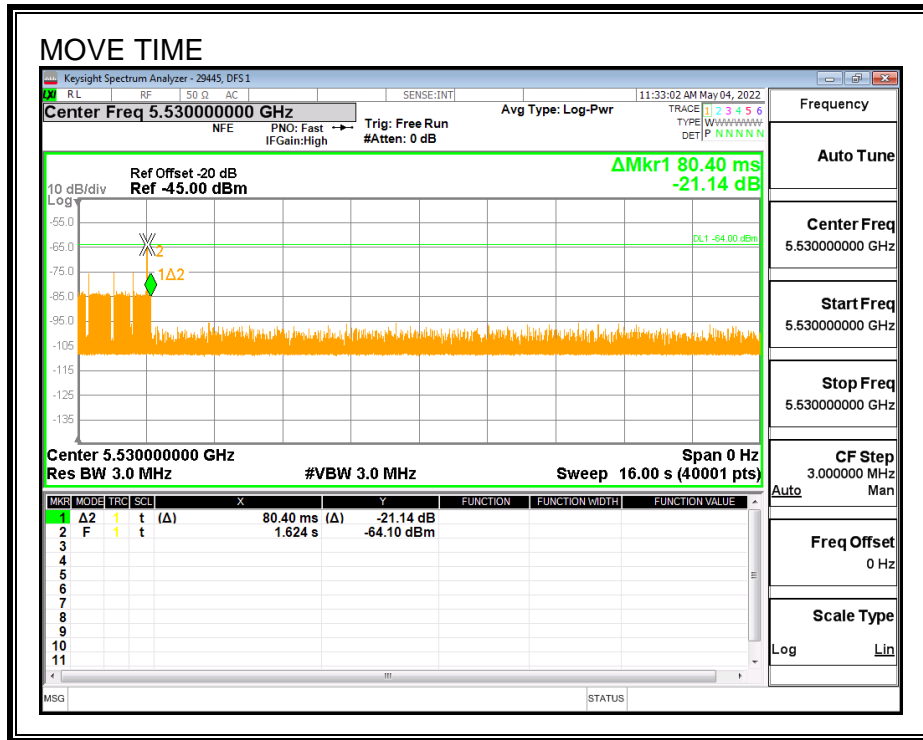 MOVE TIME
Keysight Spectrum Analyzer - 29445, DFS 1
LXI RL RF 50 Ω AC SENSE:INT 11:33:02 AM May 04, 2022
Center Freq 5.530000000 GHz Avg Type: Log-Pwr TRACE 1 2 3 4 5 6
NFE PNO: Fast Trig: Free Run TYPE WWWWWW
IFGain:High #Atten: 0 dB DET P N N N N N
ΔMkr1 80.40 ms
-21.14 dB
Ref Offset -20 dB
10 dB/div Ref -45.00 dBm
Log
-55.0
DL1 -64.00 dBm
-65.0
2
-75.0
1Δ2
-85.0
-95.0
-105
-115
-125
-135
Center 5.530000000 GHz Span 0 Hz
Res BW 3.0 MHz #VBW 3.0 MHz Sweep 16.00 s (40001 pts)
MKR MODE TRC SCL X Y FUNCTION FUNCTION WIDTH FUNCTION VALUE
1 Δ2 1 t (Δ) 80.40 ms (Δ) -21.14 dB
2 F 1 t 1.624 s -64.10 dBm
3
4
5
6
7
8
9
10
11
MSG STATUS
Frequency
Auto Tune
Center Freq
5.530000000 GHz
Start Freq
5.530000000 GHz
Stop Freq
5.530000000 GHz
CF Step
3.000000 MHz
Auto Man
Freq Offset
0 Hz
Scale Type
Log Lin